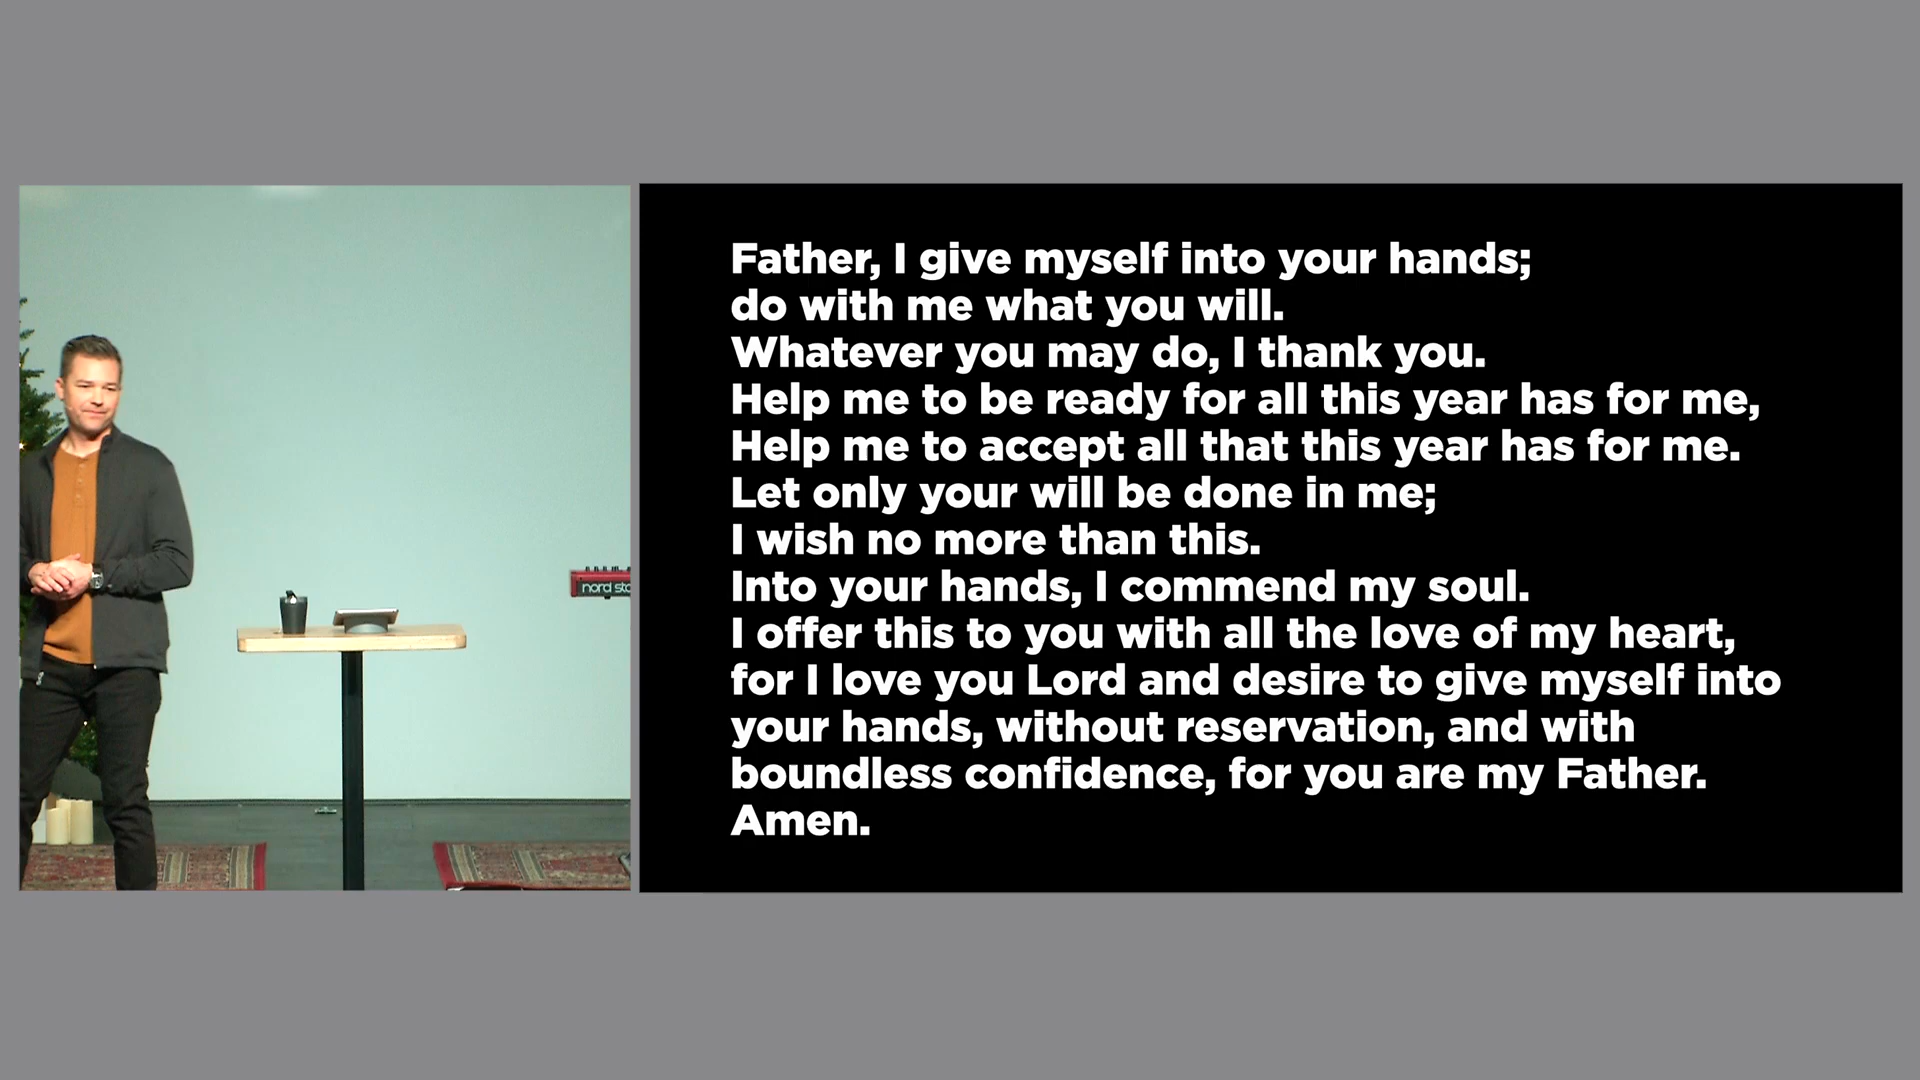 Father, I give myself into your hands;
do with me what you will.
Whatever you may do, I thank you.
Help me to be ready for all this year has for me,
Help me to accept all that this year has for me.
Let only your will be done in me;
I wish no more than this.
Into your hands, I commend my soul.
I offer this to you with all the love of my heart,
for I love you Lord and desire to give myself into
your hands, without reservation, and with
boundless confidence, for you are my Father.
Amen.
nord sta